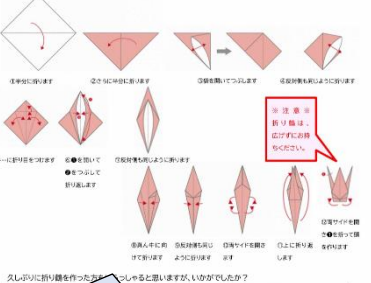 ①半分に折ります
②さらに半分に折ります
③袋を開いてつぶします
④反対側も同じように折ります
※ 注 意 ※
折 り 鶴 は 、
広げずにお持
ちください。
に折り目をつけます
⑥❶を開いて
❷をつぶして
折り返します
⑦反対側も同じように折ります
⑧真ん中に向
けて折ります
⑨反対側も同じ
ように折ります
⑩両サイドを開き
ます
⑪上に折り返
します
⑫両サイドを開
き❶を折って頭
を作ります
久しぶりに折り鶴を作った方も
っしゃると思いますが、いかがでしたか？